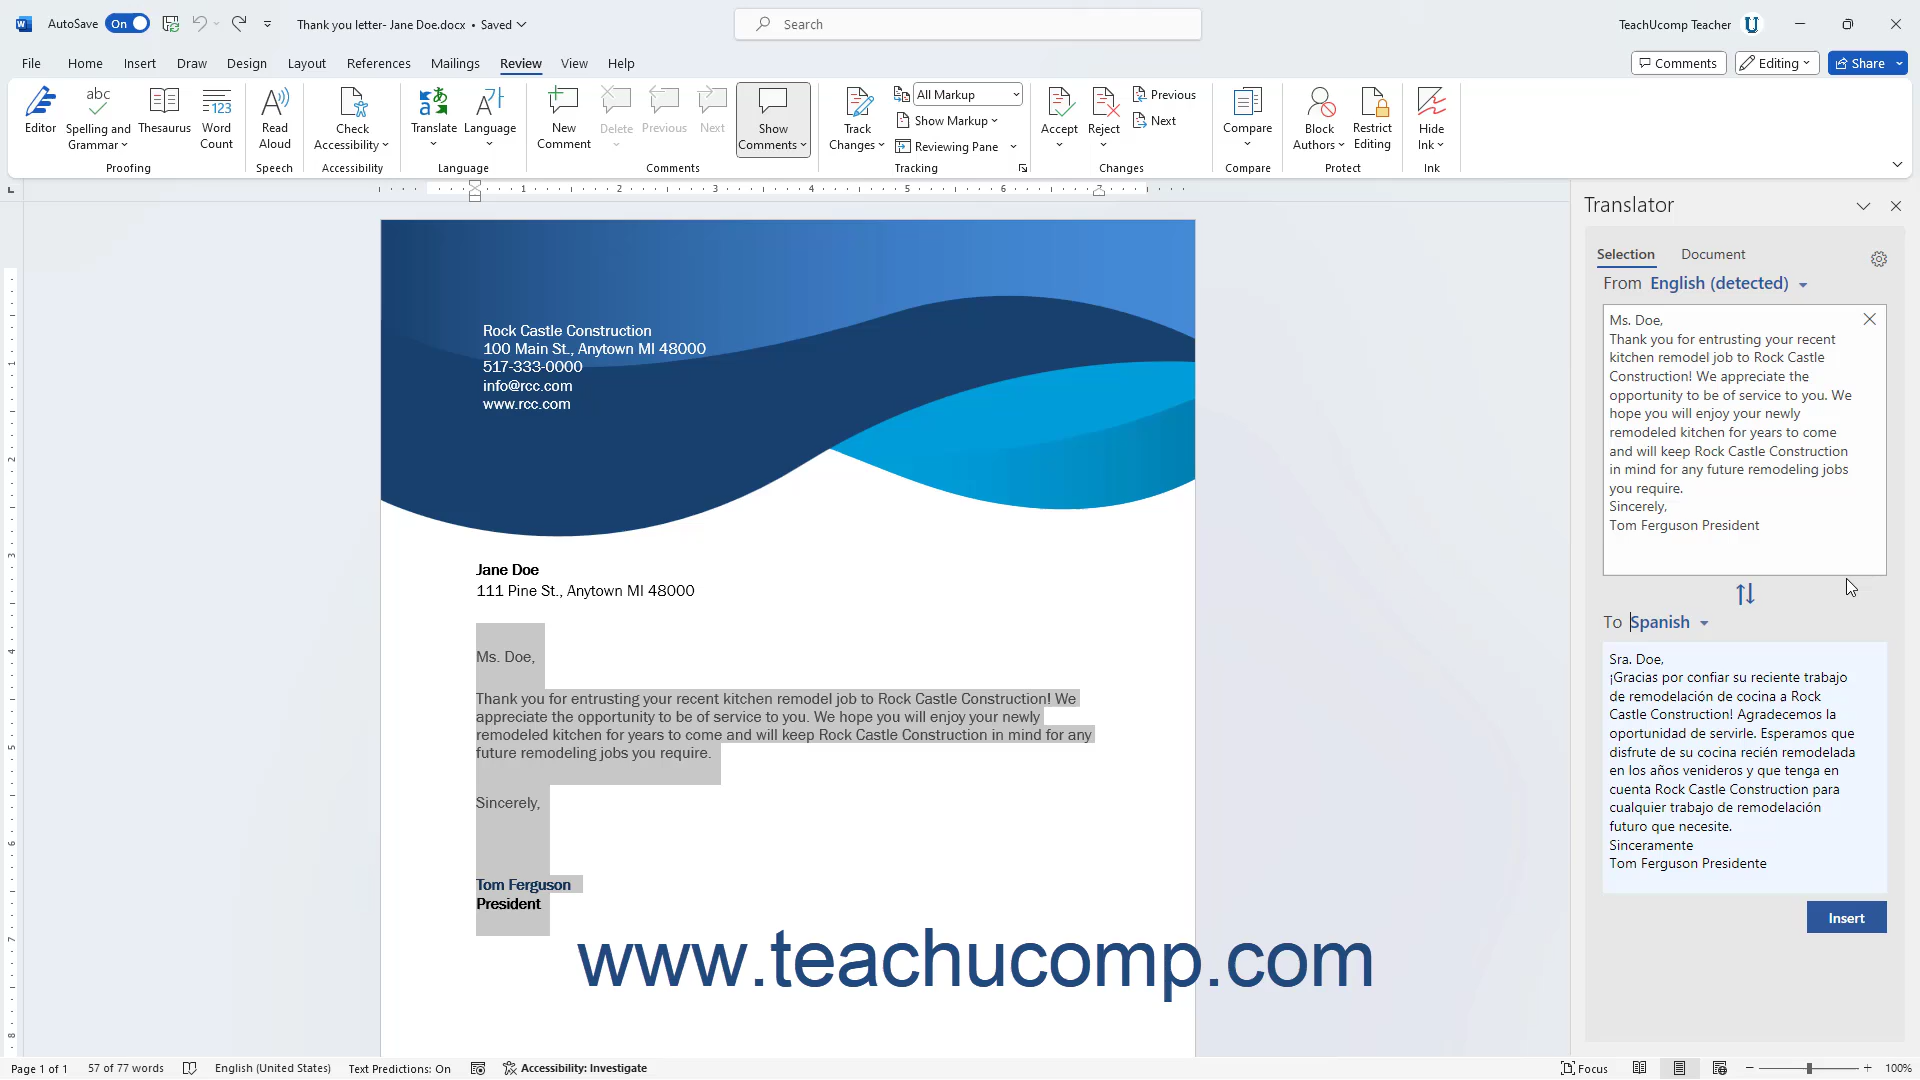 AutoSave On Thank you letter- Jane Doe.docx • Saved Search TeachUcomp Teacher
File Home Insert Draw Design Layout References Mailings Review View Help Comments Editing Share
Editor
Spelling and Grammar
Thesaurus
Word Count
Proofing
Read Aloud
Speech
Check Accessibility
Accessibility
Translate
Language
Language
New Comment
Delete
Previous
Next
Show Comments
Comments
Track Changes
All Markup
Show Markup
Reviewing Pane
Tracking
Accept
Reject
Previous
Next
Changes
Compare
Compare
Block Authors
Restrict Editing
Protect
Hide Ink
Ink
1 2 3 4 5 6 7
Rock Castle Construction
100 Main St., Anytown MI 48000
517-333-0000
info@rcc.com
www.rcc.com
Jane Doe
111 Pine St., Anytown MI 48000
Ms. Doe,
Thank you for entrusting your recent kitchen remodel job to Rock Castle Construction! We
appreciate the opportunity to be of service to you. We hope you will enjoy your newly
remodeled kitchen for years to come and will keep Rock Castle Construction in mind for any
future remodeling jobs you require.
Sincerely,
Tom Ferguson
President
www.teachucomp.com
Translator
Selection Document
From English (detected)
Ms. Doe,
Thank you for entrusting your recent
kitchen remodel job to Rock Castle
Construction! We appreciate the
opportunity to be of service to you. We
hope you will enjoy your newly
remodeled kitchen for years to come
and will keep Rock Castle Construction
in mind for any future remodeling jobs
you require.
Sincerely,
Tom Ferguson President
To Spanish
Sra. Doe,
¡Gracias por confiar su reciente trabajo
de remodelación de cocina a Rock
Castle Construction! Agradecemos la
oportunidad de servirle. Esperamos que
disfrute de su cocina recién remodelada
en los años venideros y que tenga en
cuenta Rock Castle Construction para
cualquier trabajo de remodelación
futuro que necesite.
Sinceramente
Tom Ferguson Presidente
Insert
Page 1 of 1 57 of 77 words English (United States) Text Predictions: On Accessibility: Investigate Focus 100%